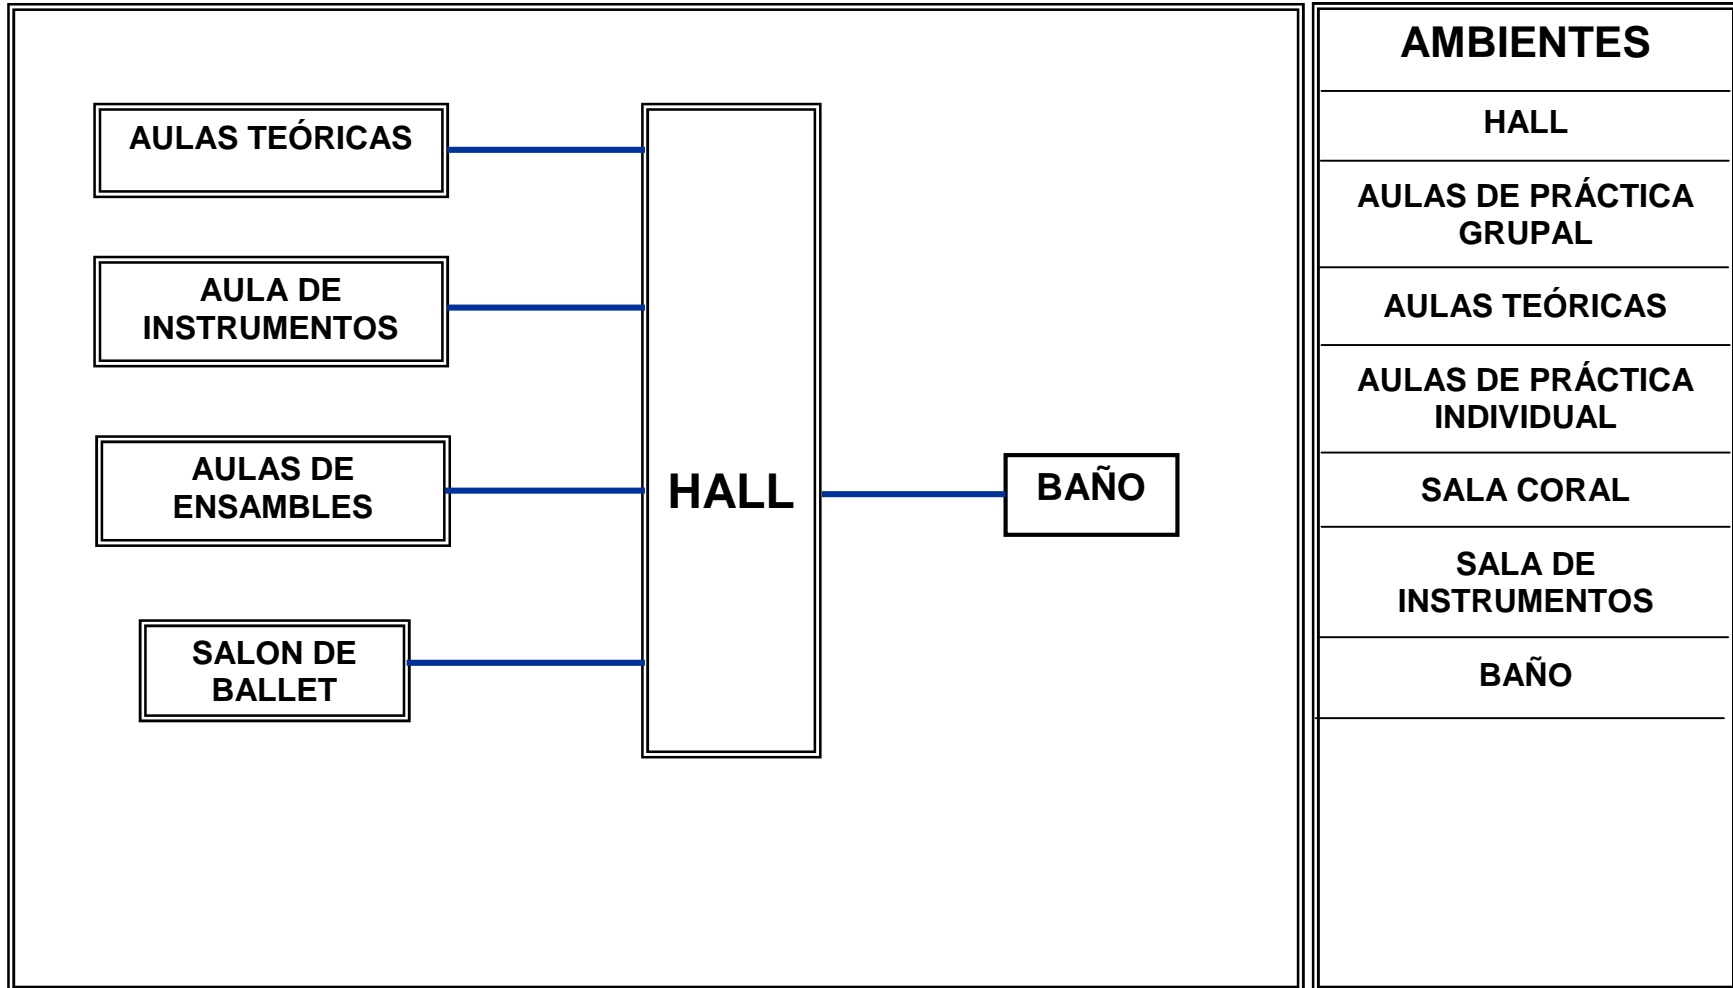 AULAS TEÓRICAS
AULA DE
INSTRUMENTOS
AULAS DE
ENSAMBLES
SALON DE
BALLET
HALL
BAÑO
AMBIENTES
HALL
AULAS DE PRÁCTICA
GRUPAL
AULAS TEÓRICAS
AULAS DE PRÁCTICA
INDIVIDUAL
SALA CORAL
SALA DE
INSTRUMENTOS
BAÑO